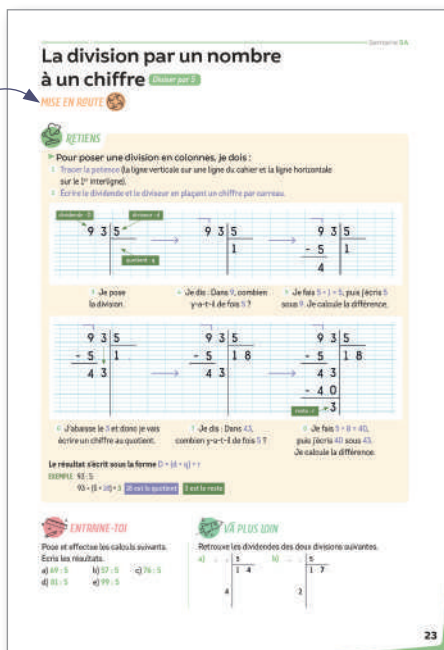 Semaine 5A
La division par un nombre
à un chiffre Diviser par 5
MISE EN ROUTE
RETIENS
Pour poser une division en colonnes, je dois :
1 Tracer la potence (la ligne verticale sur une ligne du cahier et la ligne horizontale
sur le 1er interligne).
2 Écrire le dividende et le diviseur en plaçant un chiffre par carreau.
dividende : D diviseur : d
9 3 5
quotient : q
9 3 5
1
9 3 5
- 5 1
4
3 Je pose
la division.
4 Je dis : Dans 9, combien
y-a-t-il de fois 5 ?
5 Je fais 5 × 1 = 5, puis j'écris 5
sous 9. Je calcule la différence.
9 3 5
- 5 1
4 3
9 3 5
- 5 1 8
4 3
9 3 5
- 5 1 8
4 3
- 4 0
reste : r 3
6 J'abaisse le 3 et donc je vais
écrire un chiffre au quotient.
7 Je dis : Dans 43,
combien y-a-t-il de fois 5 ?
8 Je fais 5 × 8 = 40,
puis j'écris 40 sous 43.
Je calcule la différence.
Le résultat s'écrit sous la forme D = (d × q) + r
EXEMPLE 93 : 5
93 = (5 × 18) + 3 18 est le quotient 3 est le reste
ENTRAINE-TOI
Pose et effectue les calculs suivants.
Écris les résultats.
a) 69 : 5 b) 57 : 5 c) 76 : 5
d) 81 : 5 e) 99 : 5
VA PLUS LOIN
Retrouve les dividendes des deux divisions suivantes.
a) . . 5
1 4
4
b) . . 5
1 7
2
23